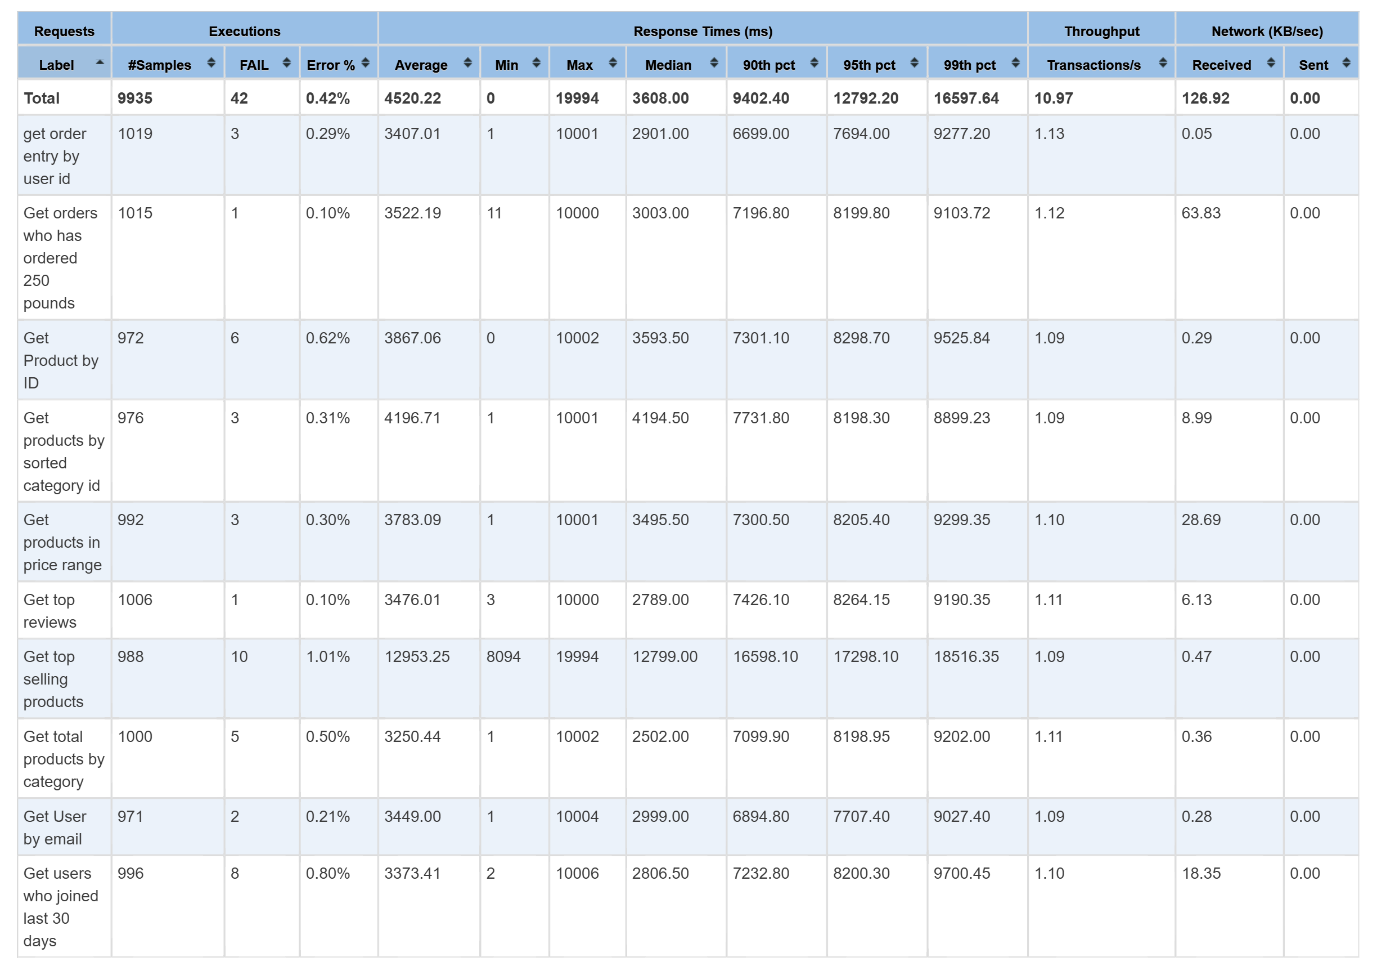 Requests Executions Response Times (ms) Throughput Network (KB/sec)
Label #Samples FAIL Error % Average Min Max Median 90th pct 95th pct 99th pct Transactions/s Received Sent
Total 9935 42 0.42% 4520.22 0 19994 3608.00 9402.40 12792.20 16597.64 10.97 126.92 0.00
get order 1019 3 0.29% 3407.01 1 10001 2901.00 6699.00 7694.00 9277.20 1.13 0.05 0.00
entry by
user id
Get orders 1015 1 0.10% 3522.19 11 10000 3003.00 7196.80 8199.80 9103.72 1.12 63.83 0.00
who has
ordered
250
pounds
Get 972 6 0.62% 3867.06 0 10002 3593.50 7301.10 8298.70 9525.84 1.09 0.29 0.00
Product by
ID
Get 976 3 0.31% 4196.71 1 10001 4194.50 7731.80 8198.30 8899.23 1.09 8.99 0.00
products by
sorted
category id
Get 992 3 0.30% 3783.09 1 10001 3495.50 7300.50 8205.40 9299.35 1.10 28.69 0.00
products in
price range
Get top 1006 1 0.10% 3476.01 3 10000 2789.00 7426.10 8264.15 9190.35 1.11 6.13 0.00
reviews
Get top 988 10 1.01% 12953.25 8094 19994 12799.00 16598.10 17298.10 18516.35 1.09 0.47 0.00
selling
products
Get total 1000 5 0.50% 3250.44 1 10002 2502.00 7099.90 8198.95 9202.00 1.11 0.36 0.00
products by
category
Get User 971 2 0.21% 3449.00 1 10004 2999.00 6894.80 7707.40 9027.40 1.09 0.28 0.00
by email
Get users 996 8 0.80% 3373.41 2 10006 2806.50 7232.80 8200.30 9700.45 1.10 18.35 0.00
who joined
last 30
days